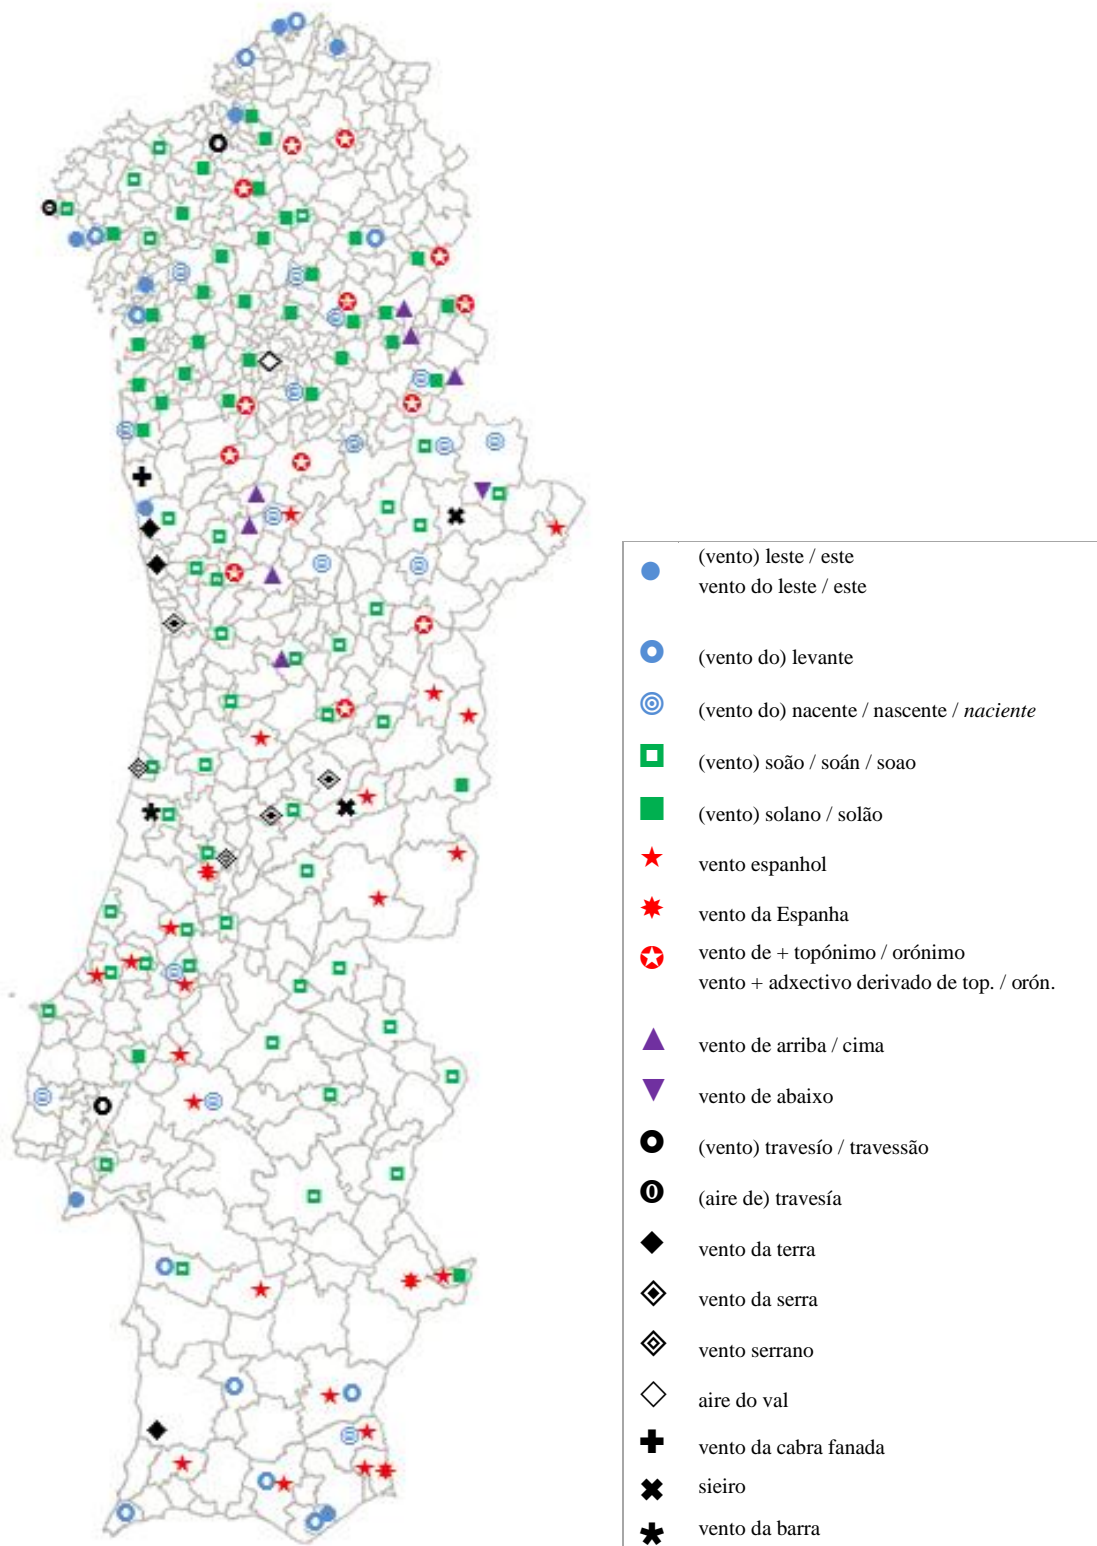 (vento) leste / este
vento do leste / este
(vento do) levante
(vento do) nacente / nascente / naciente
(vento) soão / soán / soao
(vento) solano / solão
vento espanhol
vento da Espanha
vento de + topónimo / orónimo
vento + adxectivo derivado de top. / orón.
vento de arriba / cima
vento de abaixo
(vento) travesío / travessão
(aire de) travesía
vento da terra
vento da serra
vento serrano
aire do val
vento da cabra fanada
sieiro
vento da barra